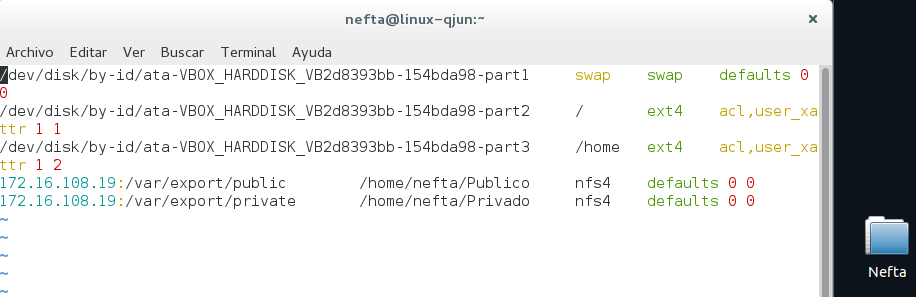 nefta@linux-qjun:~
×
Archivo Editar Ver Buscar Terminal Ayuda
/dev/disk/by-id/ata-VBOX_HARDDISK_VB2d8393bb-154bda98-part1 swap swap defaults 0
0
/dev/disk/by-id/ata-VBOX_HARDDISK_VB2d8393bb-154bda98-part2 / ext4 acl,user_xa
ttr 1 1
/dev/disk/by-id/ata-VBOX_HARDDISK_VB2d8393bb-154bda98-part3 /home ext4 acl,user_xa
ttr 1 2
172.16.108.19:/var/export/public /home/nefta/Publico nfs4 defaults 0 0
172.16.108.19:/var/export/private /home/nefta/Privado nfs4 defaults 0 0
~
~
~
~
~
Nefta